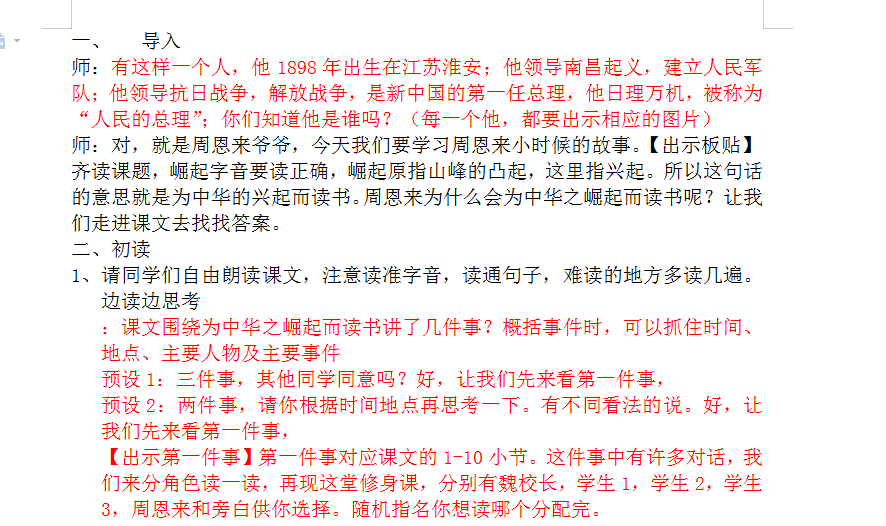 一、 导入
师：有这样一个人，他 1898 年出生在江苏淮安；他领导南昌起义，建立人民军
队；他领导抗日战争，解放战争，是新中国的第一任总理，他日理万机，被称为
“人民的总理”；你们知道他是谁吗？（每一个他，都要出示相应的图片）
师：对，就是周恩来爷爷，今天我们要学习周恩来小时候的故事。【出示板贴】
齐读课题，崛起字音要读正确，崛起原指山峰的凸起，这里指兴起。所以这句话
的意思就是为中华的兴起而读书。周恩来为什么会为中华之崛起而读书呢？让我
们走进课文去找找答案。
二、初读
1、请同学们自由朗读课文，注意读准字音，读通句子，难读的地方多读几遍。
边读边思考
：课文围绕为中华之崛起而读书讲了几件事？概括事件时，可以抓住时间、
地点、主要人物及主要事件
预设 1：三件事，其他同学同意吗？好，让我们先来看第一件事，
预设 2：两件事，请你根据时间地点再思考一下。有不同看法的说。好，让
我们先来看第一件事，
【出示第一件事】第一件事对应课文的 1-10 小节。这件事中有许多对话，我
们来分角色读一读，再现这堂修身课，分别有魏校长，学生 1，学生 2，学生
3，周恩来和旁白供你选择。随机指名你想读哪个分配完。